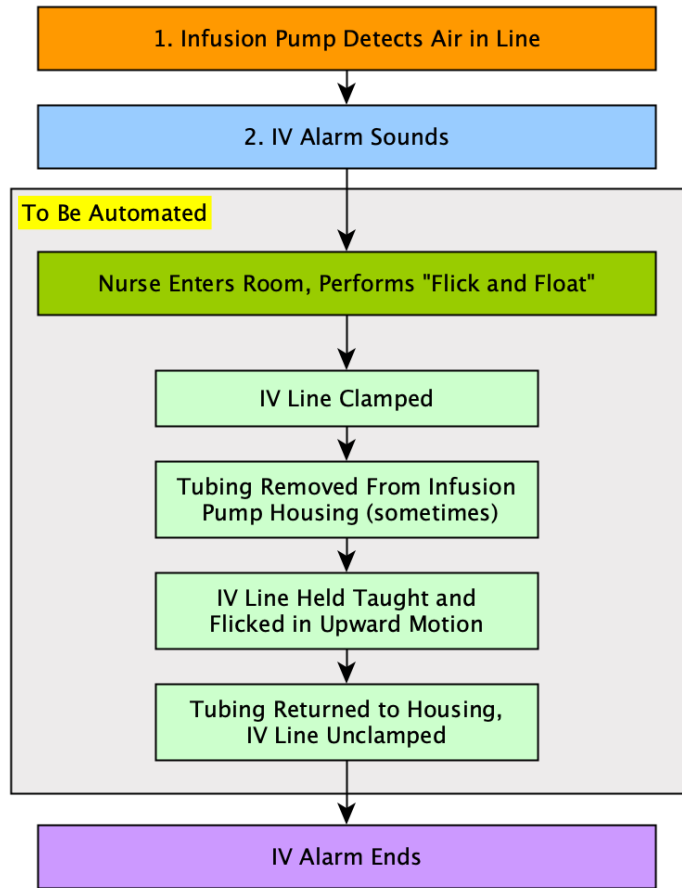 1. Infusion Pump Detects Air in Line
2. IV Alarm Sounds
To Be Automated
Nurse Enters Room, Performs "Flick and Float"
IV Line Clamped
Tubing Removed From Infusion
Pump Housing (sometimes)
IV Line Held Taught and
Flicked in Upward Motion
Tubing Returned to Housing,
IV Line Unclamped
IV Alarm Ends